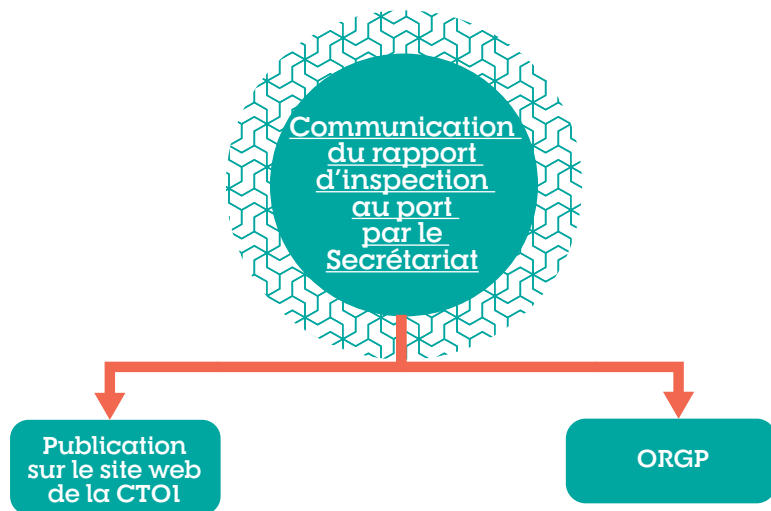 Communication
du rapport
d'inspection
au port
par le
Secrétariat
Publication
sur le site web
de la CTOI
ORGP